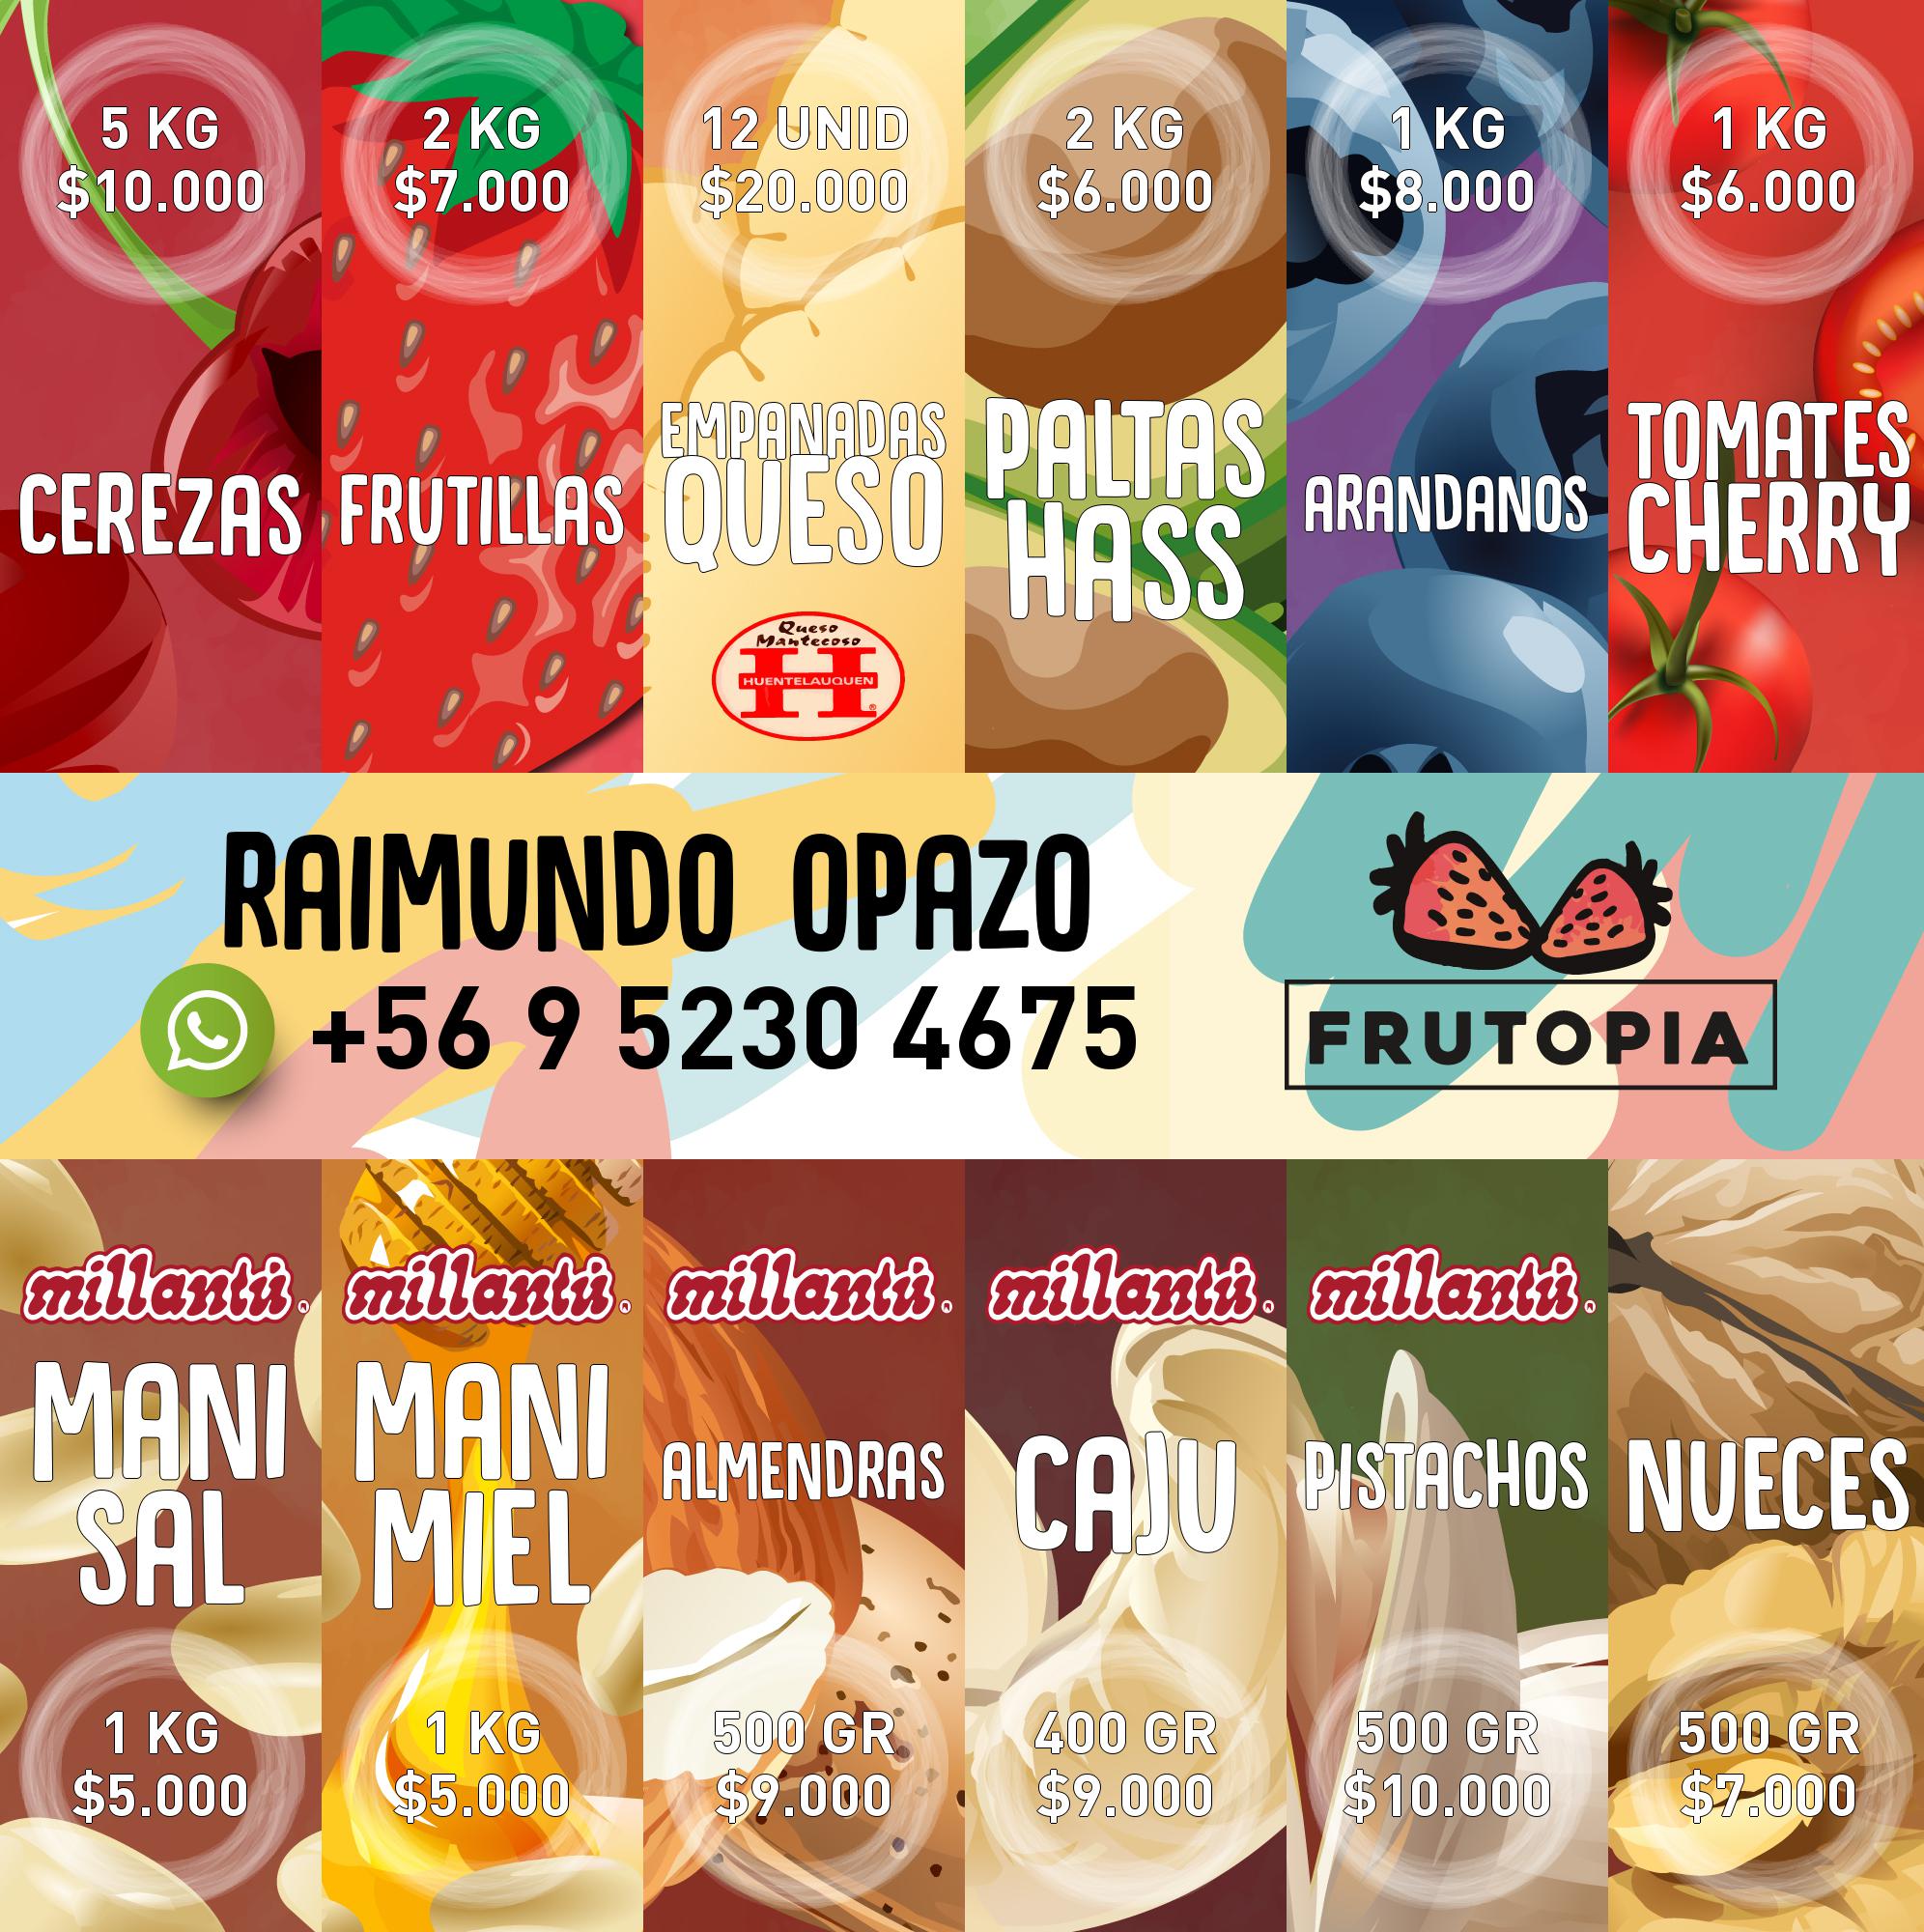 5 KG
$10.000
CEREZAS
2 KG
$7.000
FRUTILLAS
12 UNID
$20.000
EMPANADAS
QUESO
Queso
Mantecoso
H
HUENTELAUQUEN
®
2 KG
$6.000
PALTAS
HASS
1 KG
$8.000
ARANDANOS
1 KG
$6.000
TOMATES
CHERRY
RAIMUNDO OPAZO
+56 9 5230 4675
FRUTOPIA
millantú
MANI
SAL
1 KG
$5.000
millantú
MANI
MIEL
1 KG
$5.000
millantú
ALMENDRAS
500 GR
$9.000
millantú
CAJU
400 GR
$9.000
millantú
PISTACHOS
500 GR
$10.000
NUECES
500 GR
$7.000